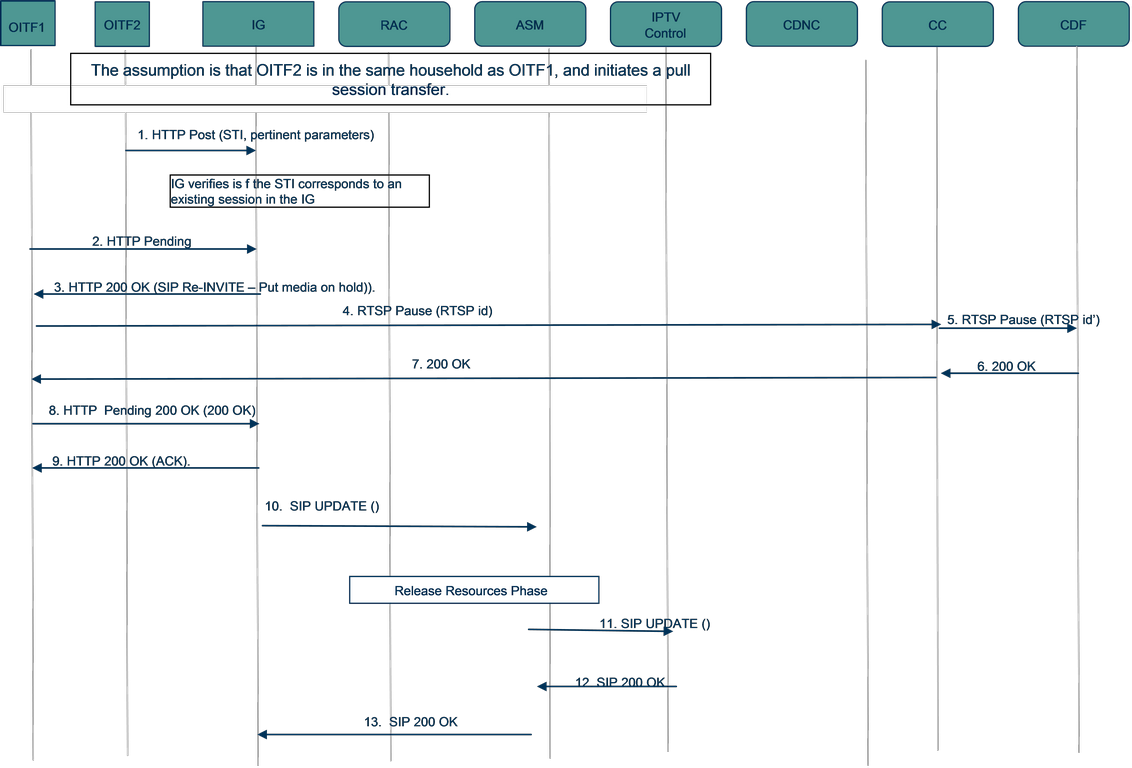 OITF1
OITF2
IG
RAC
ASM
IPTV
Control
CDNC
CC
CDF
The assumption is that OITF2 is in the same household as OITF1, and initiates a pull
session transfer.
1. HTTP Post (STI, pertinent parameters)
IG verifies is f the STI corresponds to an
existing session in the IG
2. HTTP Pending
3. HTTP 200 OK (SIP Re-INVITE – Put media on hold)).
4. RTSP Pause (RTSP id)
5. RTSP Pause (RTSP id')
6. 200 OK
7. 200 OK
8. HTTP Pending 200 OK (200 OK)
9. HTTP 200 OK (ACK).
10. SIP UPDATE ()
Release Resources Phase
11. SIP UPDATE ()
12. SIP 200 OK
13. SIP 200 OK